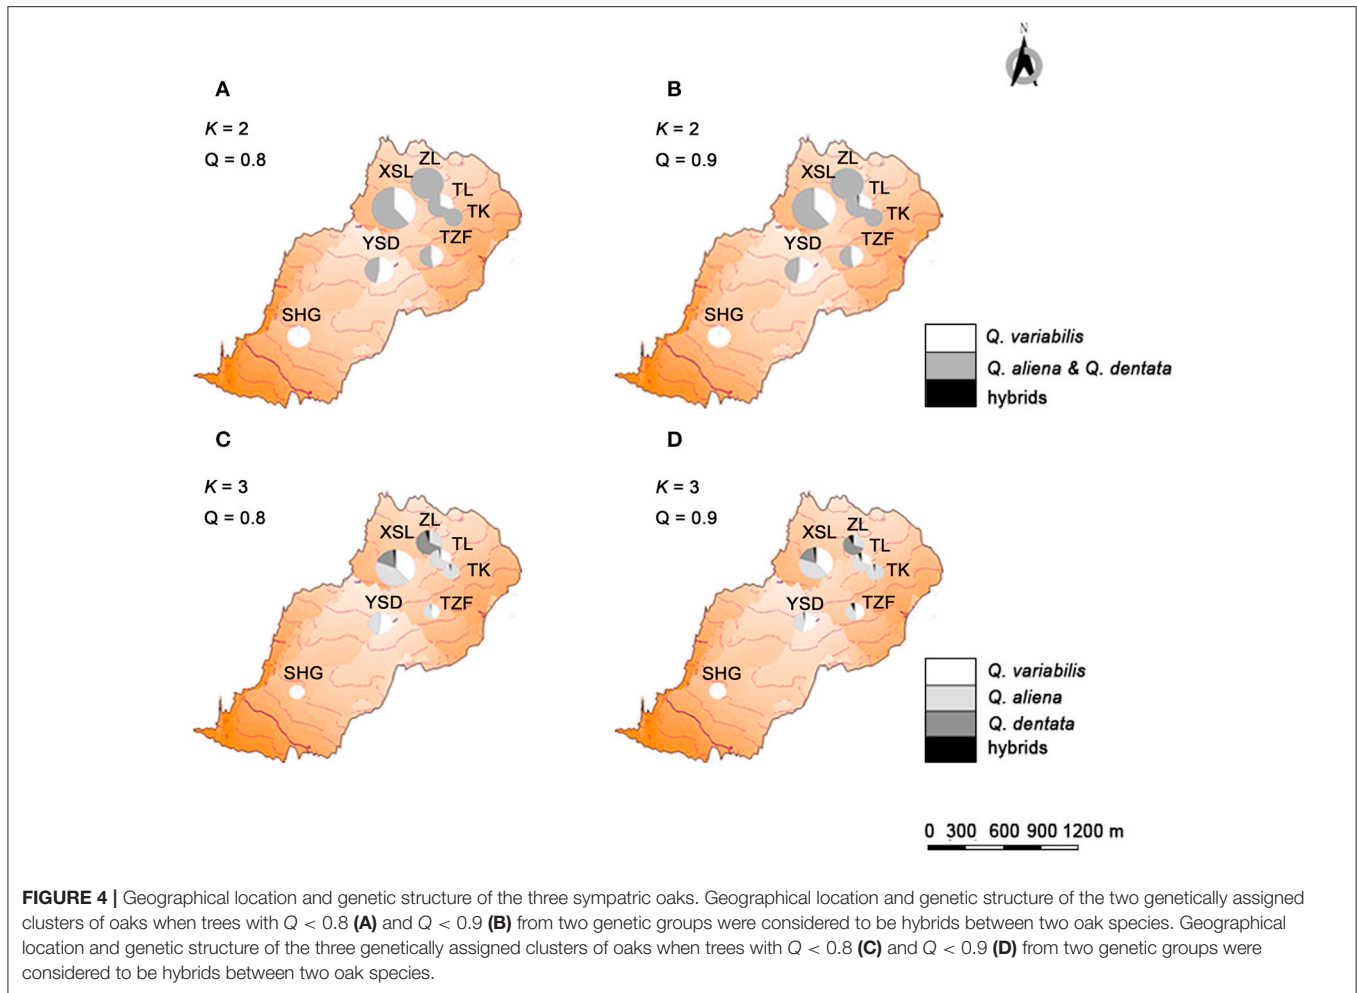 N
A
K = 2
Q = 0.8
ZL
XSL
TL
TK
YSD
TZF
SHG
B
K = 2
Q = 0.9
ZL
XSL
TL
TK
YSD
TZF
SHG
Q. variabilis
Q. aliena & Q. dentata
hybrids
C
K = 3
Q = 0.8
ZL
XSL
TL
TK
YSD
TZF
SHG
D
K = 3
Q = 0.9
ZL
XSL
TL
TK
YSD
TZF
SHG
Q. variabilis
Q. aliena
Q. dentata
hybrids
0 300 600 900 1200 m
FIGURE 4 | Geographical location and genetic structure of the three sympatric oaks. Geographical location and genetic structure of the two genetically assigned
clusters of oaks when trees with Q < 0.8 (A) and Q < 0.9 (B) from two genetic groups were considered to be hybrids between two oak species. Geographical
location and genetic structure of the three genetically assigned clusters of oaks when trees with Q < 0.8 (C) and Q < 0.9 (D) from two genetic groups were
considered to be hybrids between two oak species.